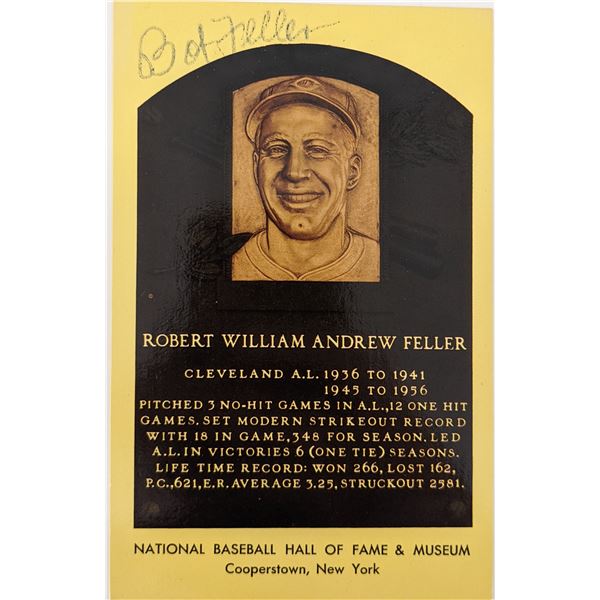 Bob Feller
ROBERT WILLIAM ANDREW FELLER
CLEVELAND A.L. 1936 TO 1941
1945 TO 1956
PITCHED 3 NO-HIT GAMES IN A.L.,12 ONE HIT
GAMES. SET MODERN STRIKEOUT RECORD
WITH 18 IN GAME, 348 FOR SEASON. LED
A.L. IN VICTORIES 6 (ONE TIE) SEASONS.
LIFE TIME RECORD: WON 266, LOST 162,
P.C.,621, E.R. AVERAGE 3.25, STRUCKOUT 2581.
NATIONAL BASEBALL HALL OF FAME & MUSEUM
Cooperstown, New York